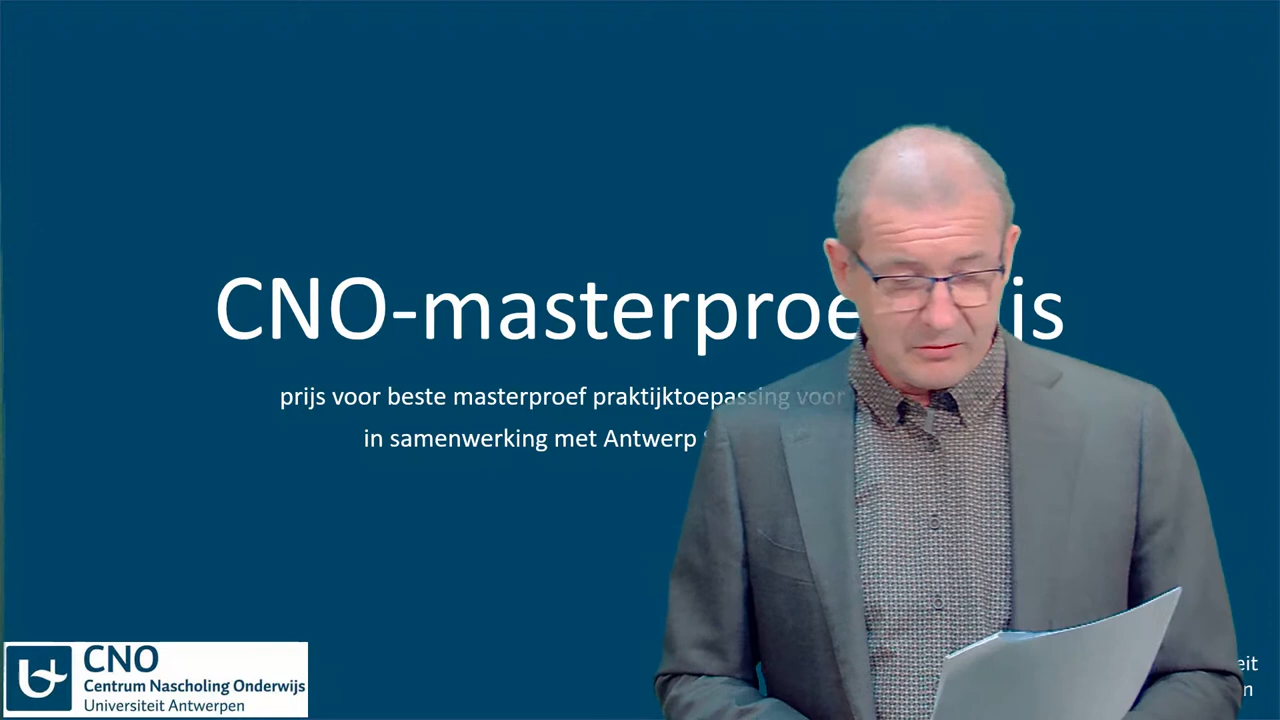 CNO-masterproe is
prijs voor beste masterproef praktijktoepassing voor
in samenwerking met Antwerp
CNO
Centrum Nascholing Onderwijs
Universiteit Antwerpen